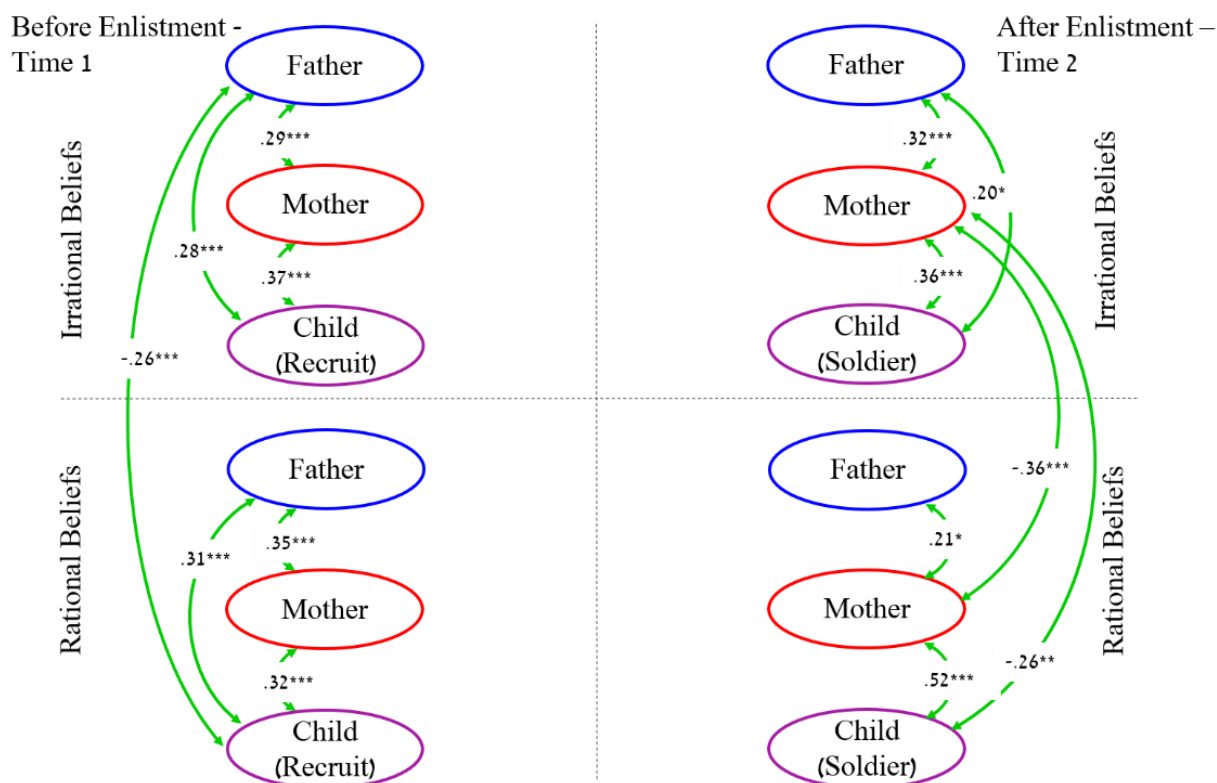 Before Enlistment -
Time 1
After Enlistment –
Time 2
Irrational Beliefs
Father
.29***
Mother
.28***
.37***
Child
(Recruit)
-.26***
Father
.32***
Mother
.20*
.36***
Child
(Soldier)
Irrational Beliefs
Rational Beliefs
Father
.35***
.31***
Mother
.32***
Child
(Recruit)
Father
-.36***
.21*
Mother
.52***
-.26**
Child
(Soldier)
Rational Beliefs